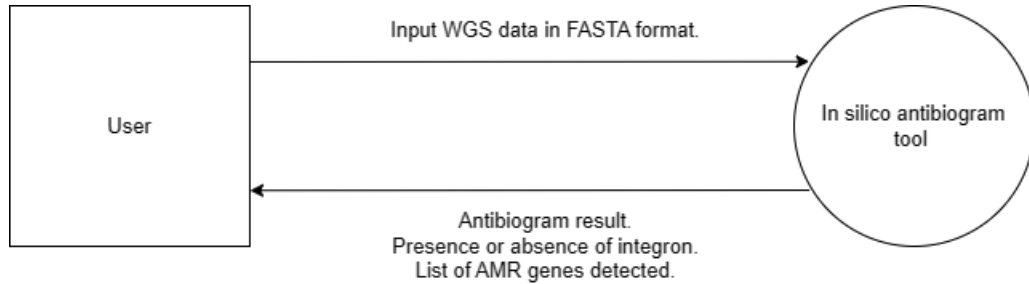 Input WGS data in FASTA format.
User
In silico antibiogram
tool
Antibiogram result.
Presence or absence of integron.
List of AMR genes detected.